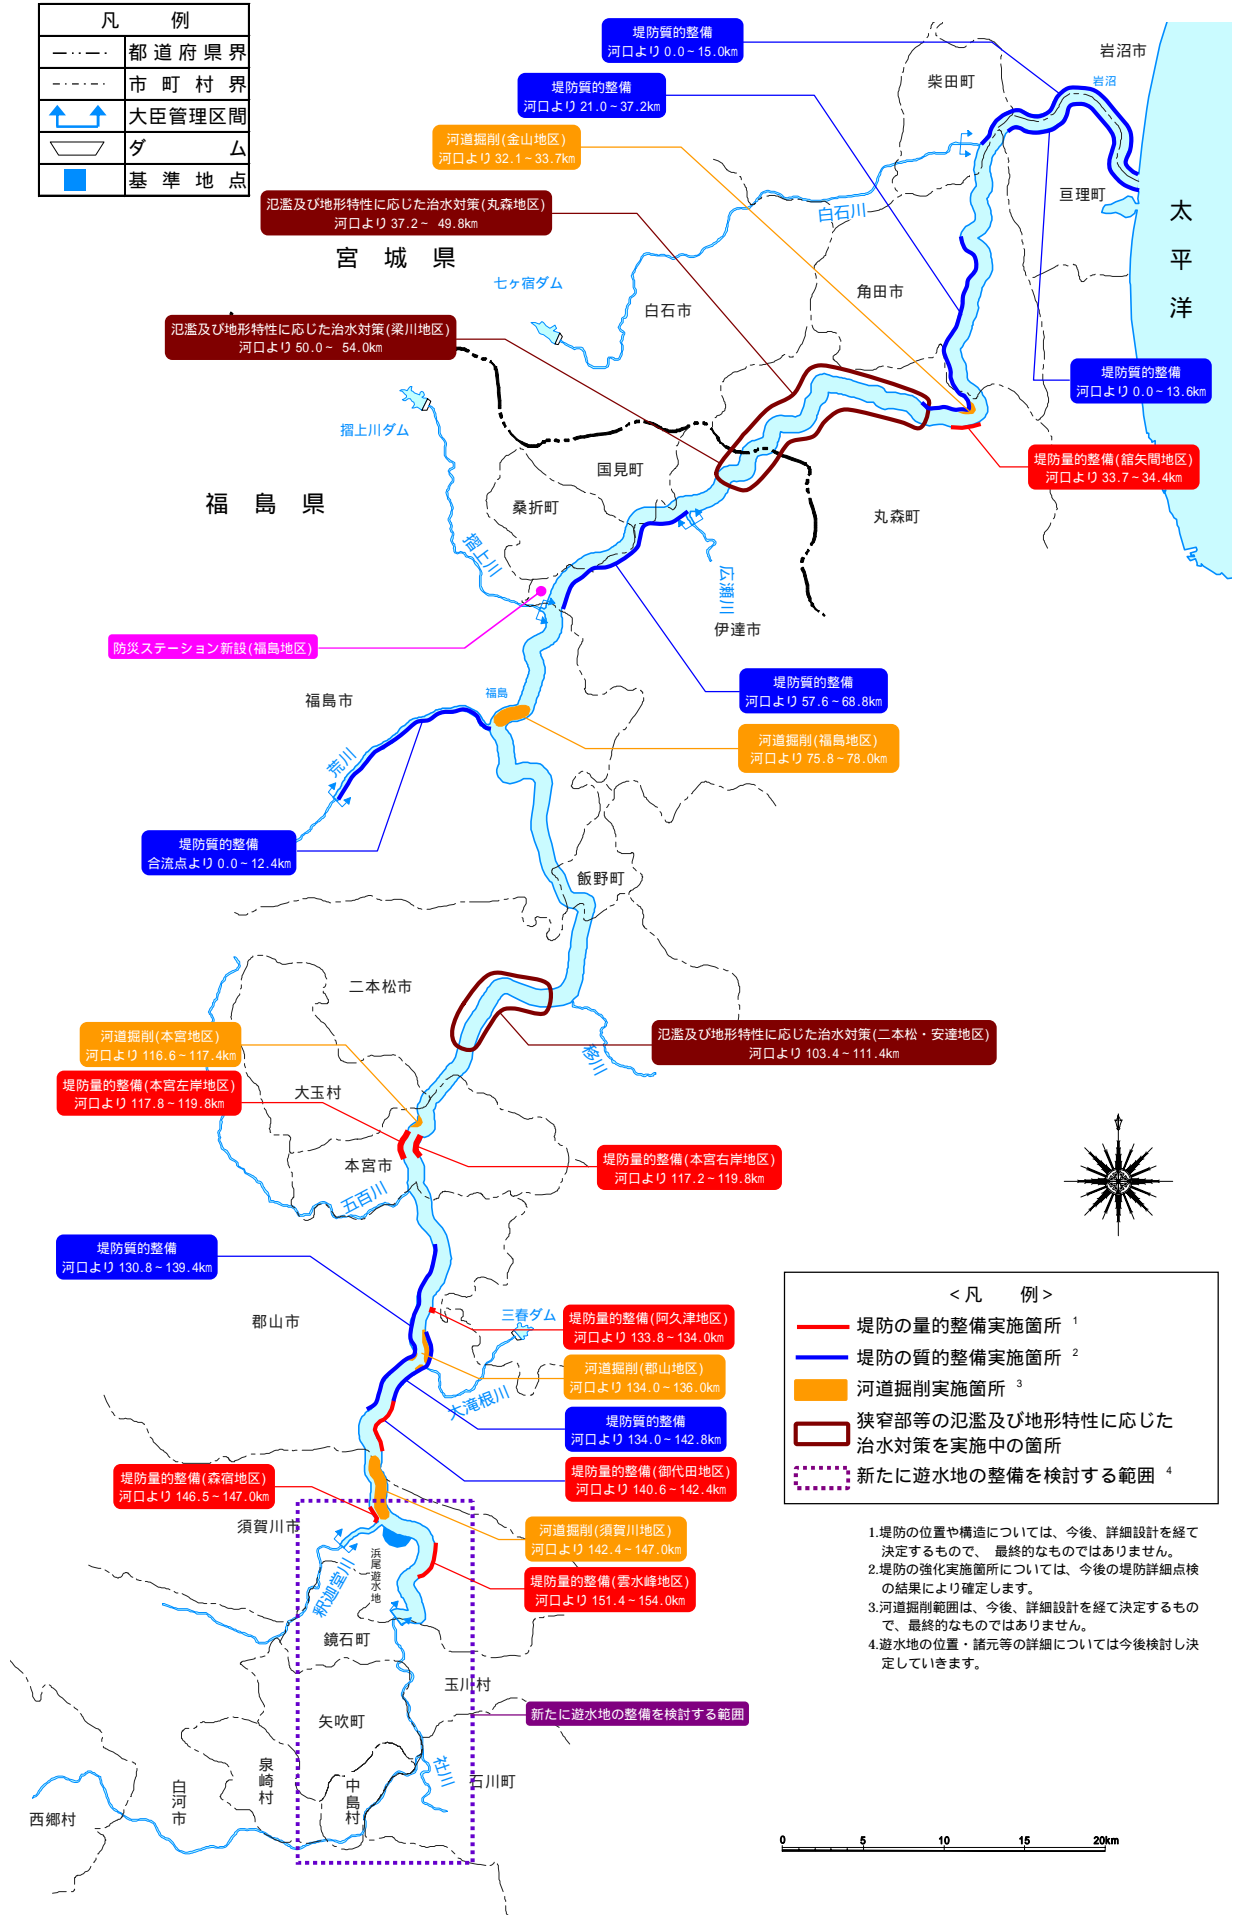 凡 例
都道府県界
市町村界
大臣管理区間
ダム
基準地点
堤防質的整備
河口より 0.0~15.0km
岩沼市
柴田町
岩沼
堤防質的整備
河口より 21.0~37.2km
河道掘削(金山地区)
河口より 32.1~33.7km
亘理町
氾濫及び地形特性に応じた治水対策(丸森地区)
河口より 37.2~ 49.8km
白石川
太平洋
宮城県
七ヶ宿ダム
角田市
白石市
氾濫及び地形特性に応じた治水対策(梁川地区)
河口より 50.0~ 54.0km
堤防質的整備
河口より 0.0~13.6km
摺上川ダム
堤防量的整備(舘矢間地区)
河口より 33.7~34.4km
国見町
福島県
桑折町
丸森町
摺上川
広瀬川
伊達市
防災ステーション新設(福島地区)
堤防質的整備
河口より 57.6~68.8km
福島市
福島
河道掘削(福島地区)
河口より 75.8~78.0km
荒川
堤防質的整備
合流点より 0.0~12.4km
飯野町
二本松市
河道掘削(本宮地区)
河口より 116.6~117.4km
氾濫及び地形特性に応じた治水対策(二本松・安達地区)
河口より 103.4~111.4km
移川
堤防量的整備(本宮左岸地区)
河口より 117.8~119.8km
大玉村
本宮市
堤防量的整備(本宮右岸地区)
河口より 117.2~119.8km
五百川
堤防質的整備
河口より 130.8~139.4km
<凡 例>
堤防の量的整備実施箇所 1
堤防の質的整備実施箇所 2
河道掘削実施箇所 3
狭窄部等の氾濫及び地形特性に応じた
治水対策を実施中の箇所
新たに遊水地の整備を検討する範囲 4
郡山市
三春ダム
堤防量的整備(阿久津地区)
河口より 133.8~134.0km
河道掘削(郡山地区)
河口より 134.0~136.0km
大滝根川
堤防質的整備
河口より 134.0~142.8km
堤防量的整備(森宿地区)
河口より 146.5~147.0km
堤防量的整備(御代田地区)
河口より 140.6~142.4km
須賀川市
河道掘削(須賀川地区)
河口より 142.4~147.0km
浜尾遊水地
釈迦堂川
堤防量的整備(雲水峰地区)
河口より 151.4~154.0km
1.堤防の位置や構造については、今後、詳細設計を経て
決定するもので、 最終的なものではありません。
2.堤防の強化実施箇所については、今後の堤防詳細点検
の結果により確定します。
3.河道掘削範囲は、今後、詳細設計を経て決定するもの
で、最終的なものではありません。
4.遊水地の位置・諸元等の詳細については今後検討し決
定していきます。
鏡石町
玉川村
矢吹町
新たに遊水地の整備を検討する範囲
泉崎村
社川
石川町
白河市
中島村
西郷村
0 5 10 15 20km